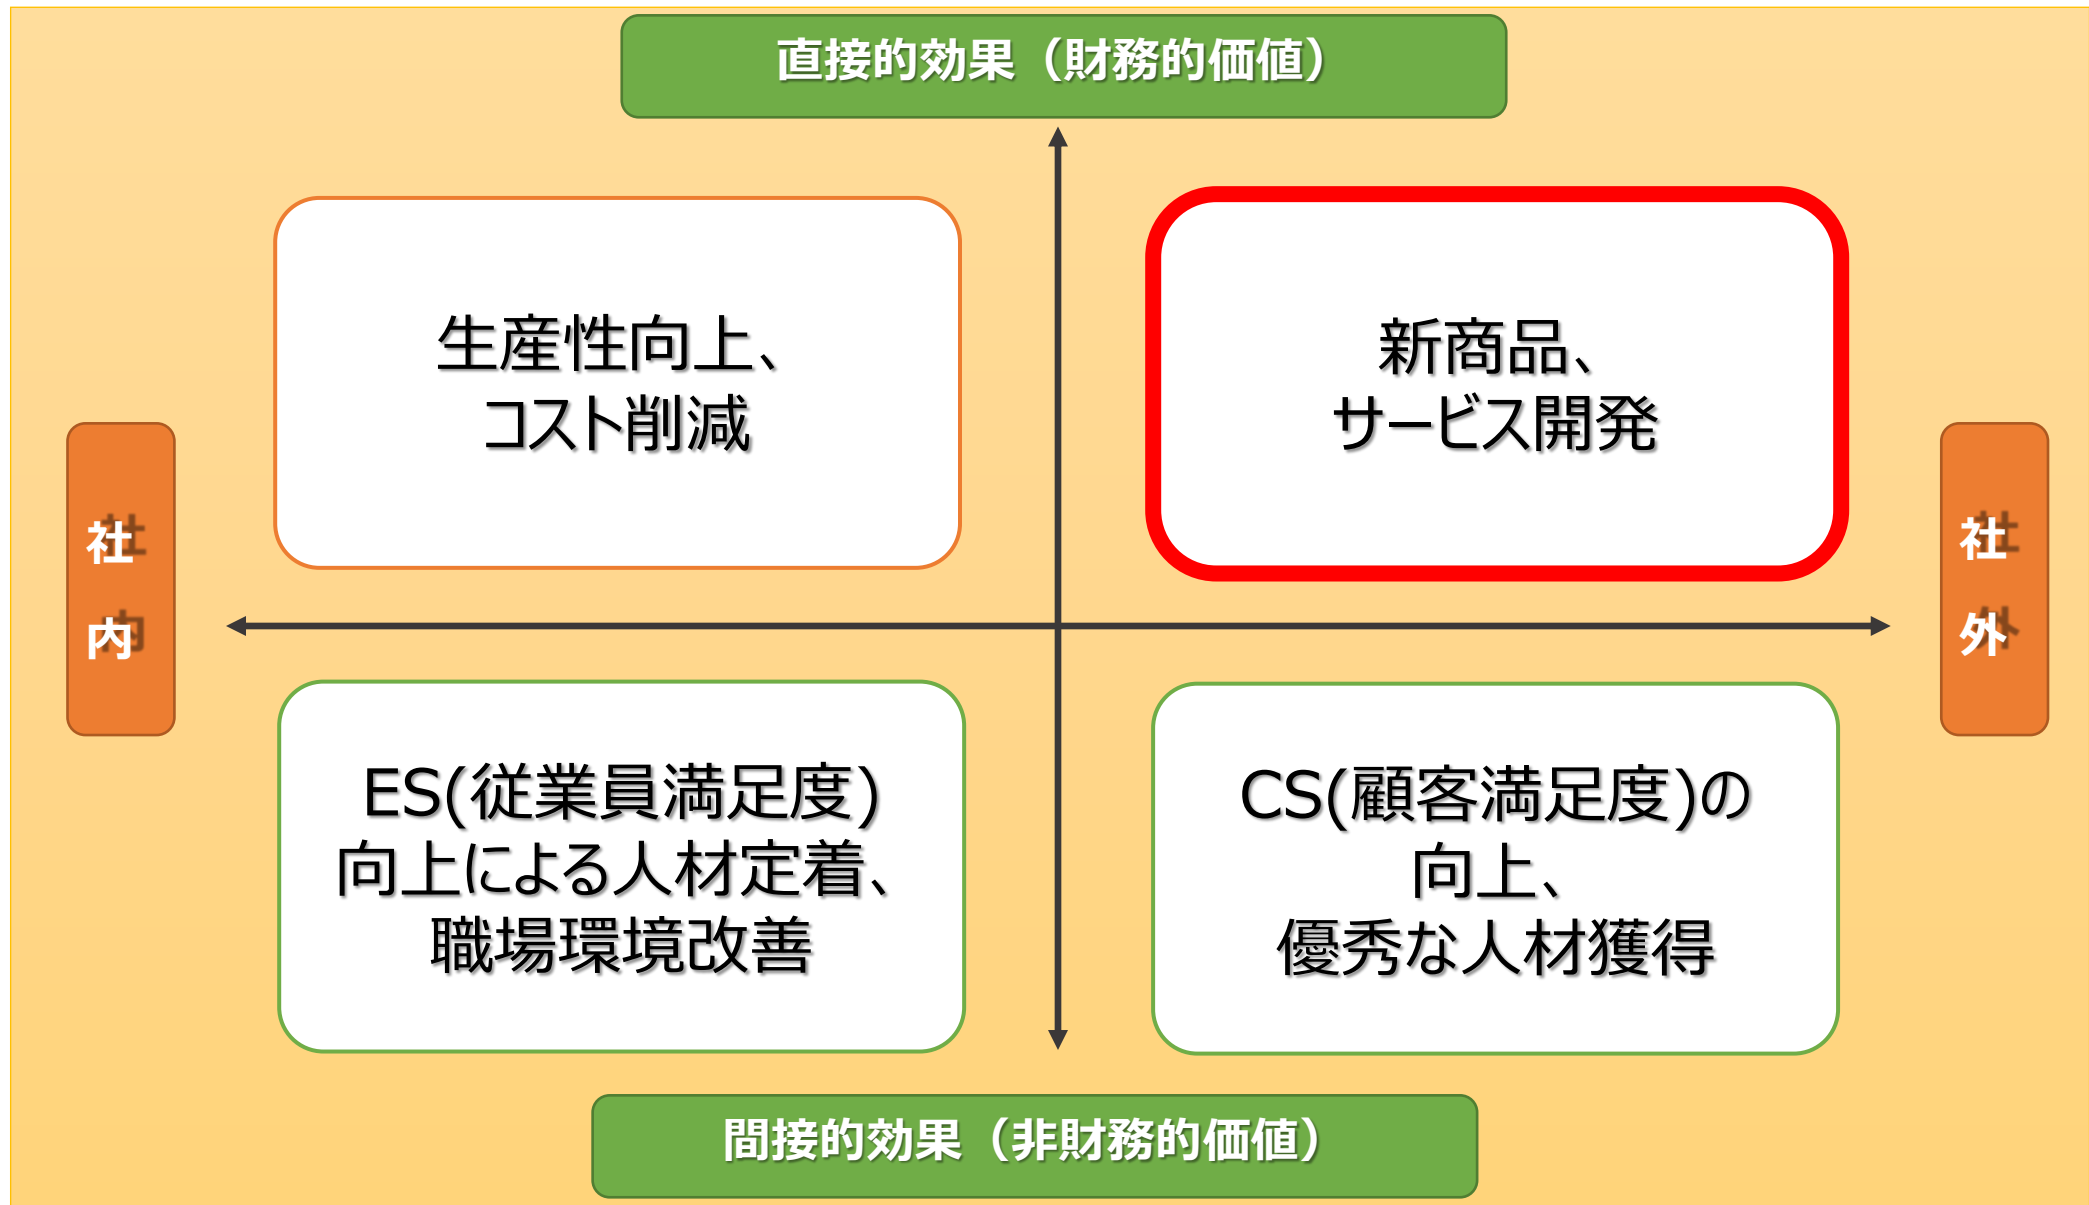 直接的効果（財務的価値）
生産性向上、
コスト削減
新商品、
サービス開発
社
内
社
外
ES(従業員満足度)
向上による人材定着、
職場環境改善
CS(顧客満足度)の
向上、
優秀な人材獲得
間接的効果（非財務的価値）